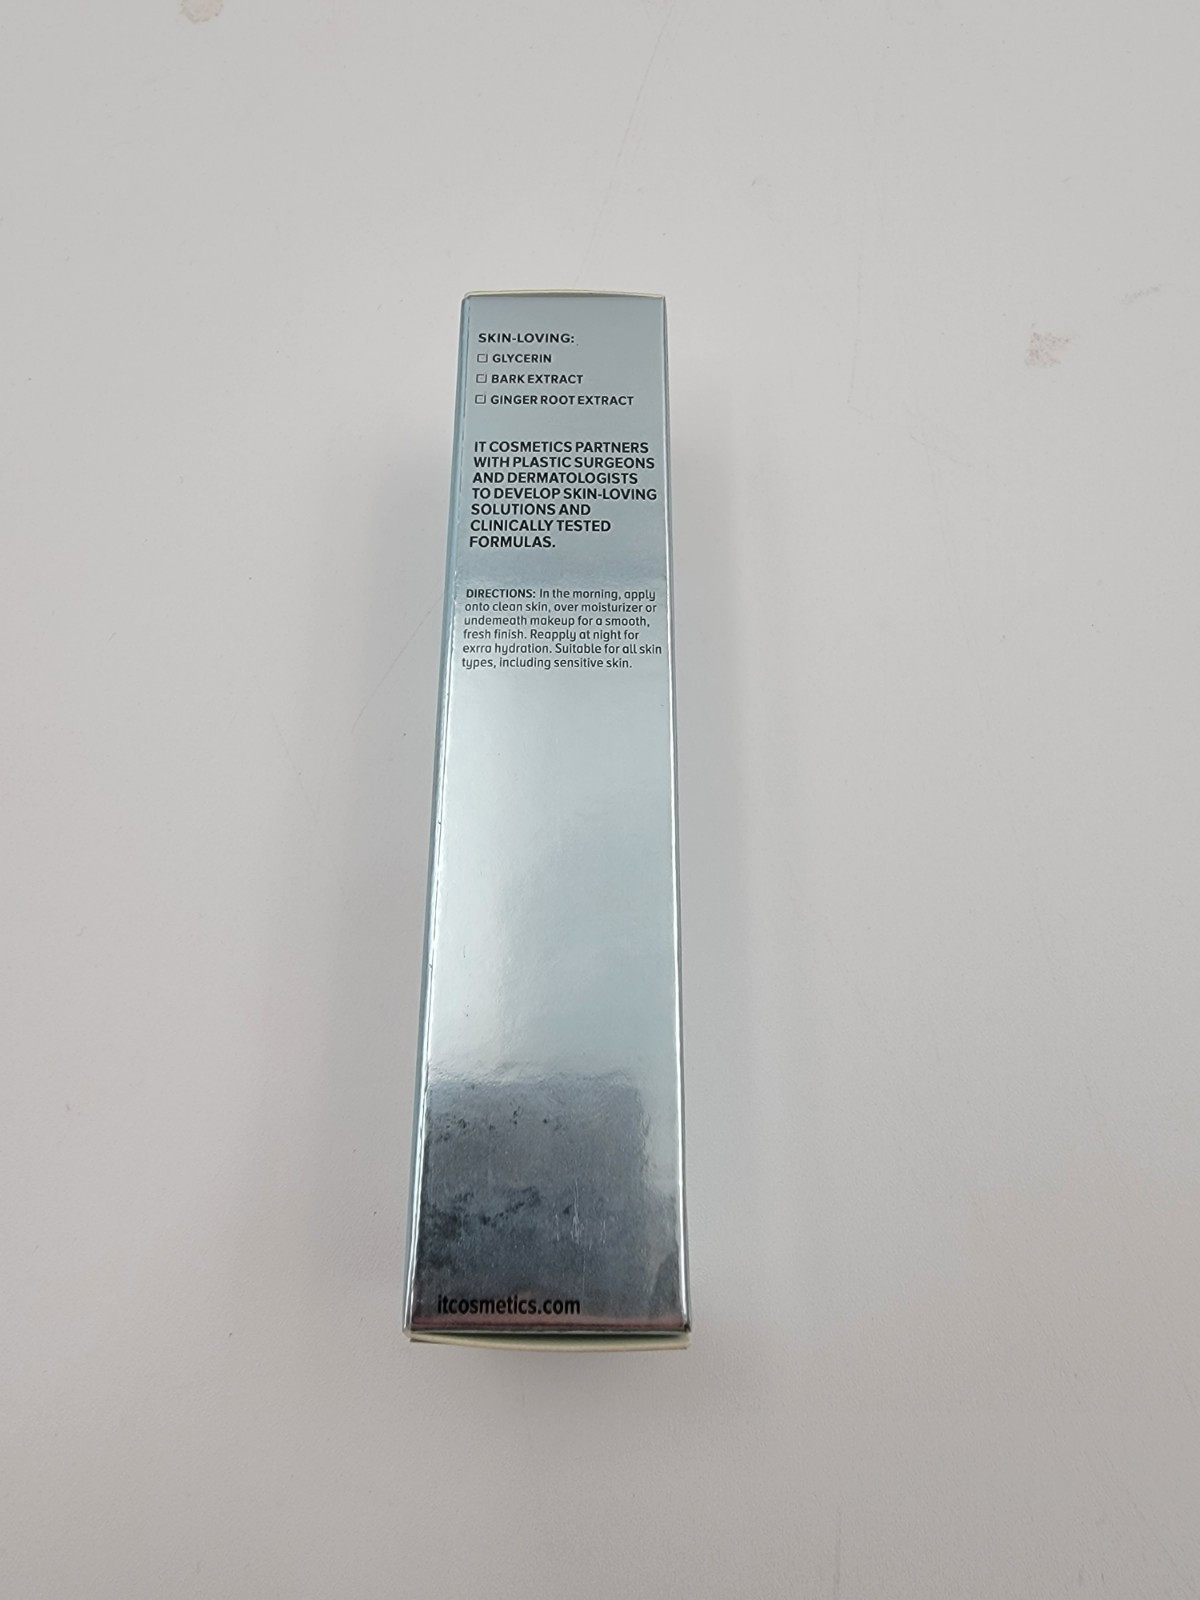 SKIN-LOVING:
☐ GLYCERIN
☐ BARK EXTRACT
☐ GINGER ROOT EXTRACT
IT COSMETICS PARTNERS
WITH PLASTIC SURGEONS
AND DERMATOLOGISTS
TO DEVELOP SKIN-LOVING
SOLUTIONS AND
CLINICALLY TESTED
FORMULAS.
DIRECTIONS: In the morning, apply
onto clean skin, over moisturizer or
undemeath makeup for a smooth,
fresh finish. Reapply at night for
exrra hydration. Suitable for all skin
types, including sensitive skin.
itcosmetics.com